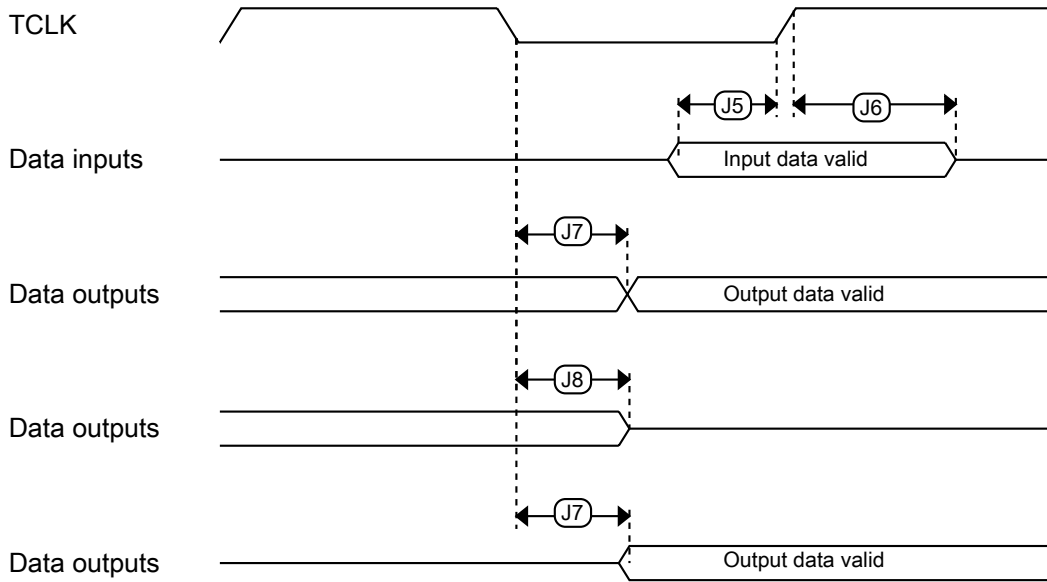 TCLK
J5
J6
Data inputs
Input data valid
J7
Data outputs
Output data valid
J8
Data outputs
J7
Data outputs
Output data valid